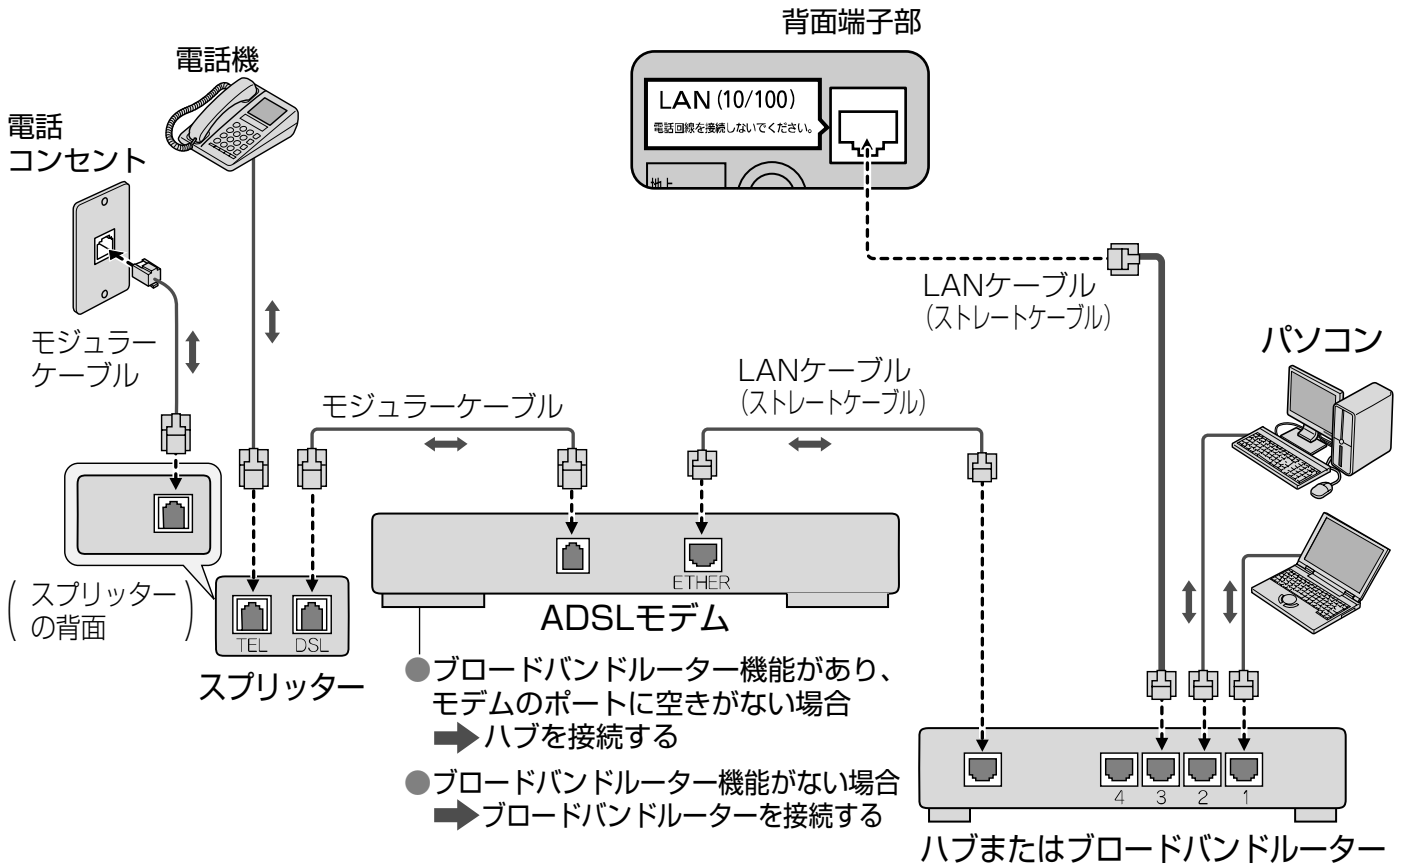 背面端子部
電話機
LAN(10/100)
電話回線を接続しないでください。
電話
コンセント
LANケーブル
(ストレートケーブル)
モジュラー
ケーブル
パソコン
LANケーブル
(ストレートケーブル)
モジュラーケーブル
ETHER
スプリッター
の背面
ADSLモデム
TEL DSL
スプリッター
●ブロードバンドルーター機能があり、
モデムのポートに空きがない場合
➡ハブを接続する
●ブロードバンドルーター機能がない場合
➡ブロードバンドルーターを接続する
4 3 2 1
ハブまたはブロードバンドルーター